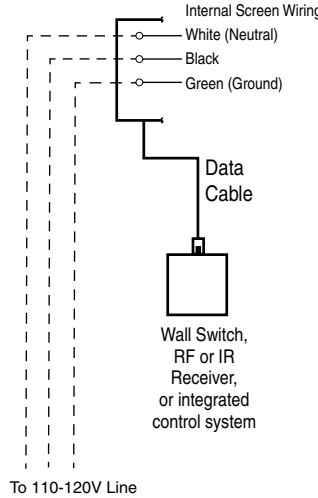 Internal Screen Wiring
White (Neutral)
Black
Green (Ground)
Data
Cable
Wall Switch,
RF or IR
Receiver,
or integrated
control system
To 110-120V Line